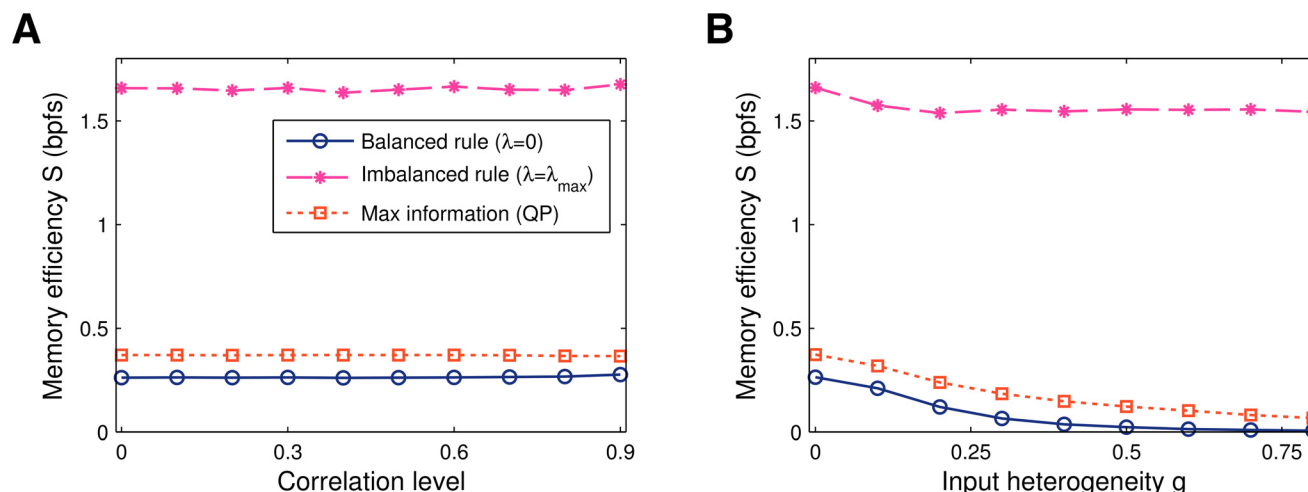 A
Memory efficiency S (bpfs)
1.5
1
0.5
0
Balanced rule (λ=0)
Imbalanced rule (λ=λmax)
Max information (QP)
0 0.3 0.6 0.9
Correlation level
B
Memory efficiency S (bpfs)
1.5
1
0.5
0
0 0.25 0.5 0.75
Input heterogeneity g